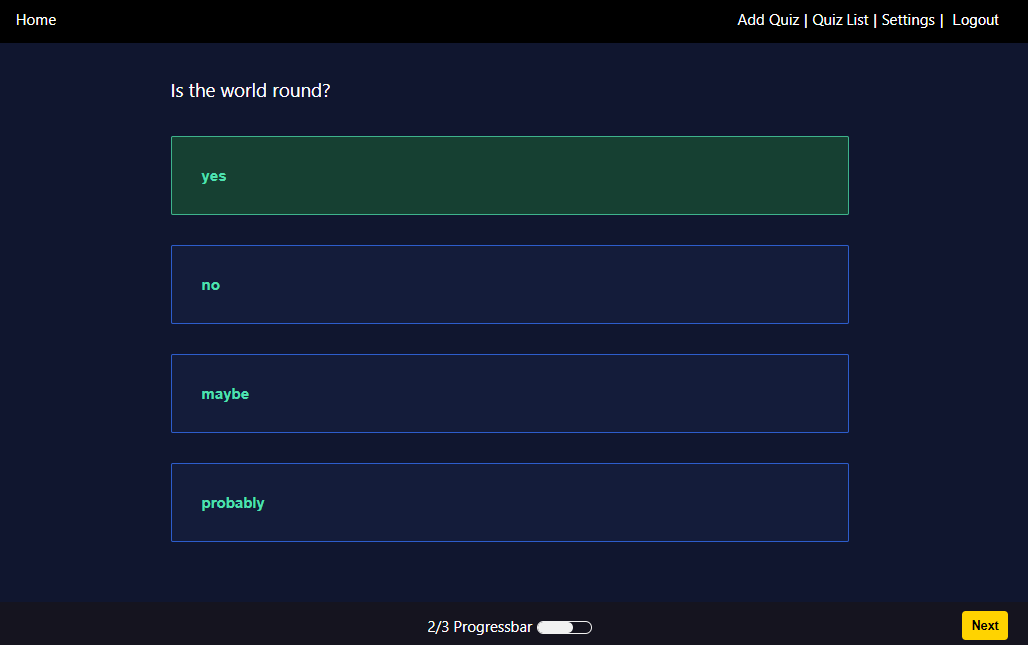 Home
Add Quiz | Quiz List | Settings | Logout
Is the world round?
yes
no
maybe
probably
2/3 Progressbar
Next